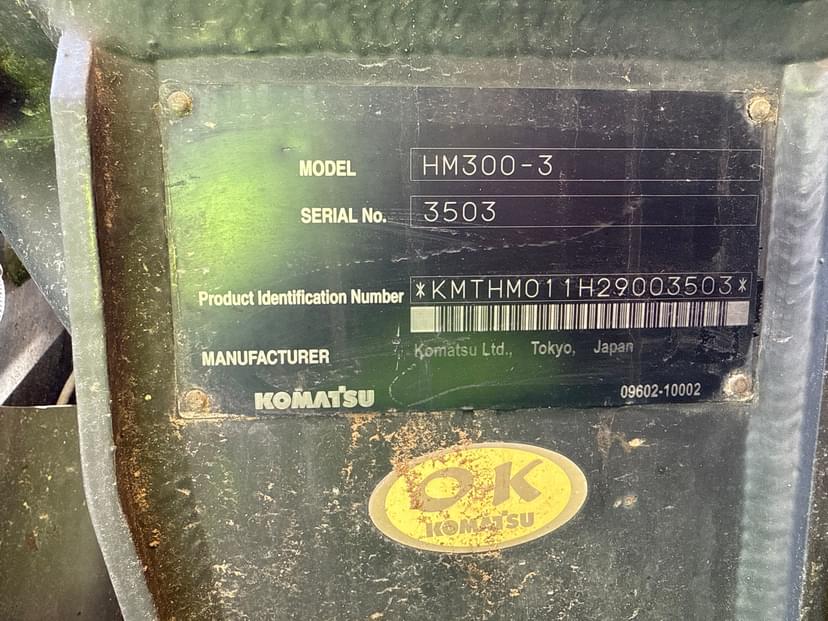 MODEL HM300-3
SERIAL No. 3503
Product Identification Number *KMTHM011H29003503*
MANUFACTURER Komatsu Ltd., Tokyo, Japan
KOMATSU 09602-10002
OK
KOMATSU